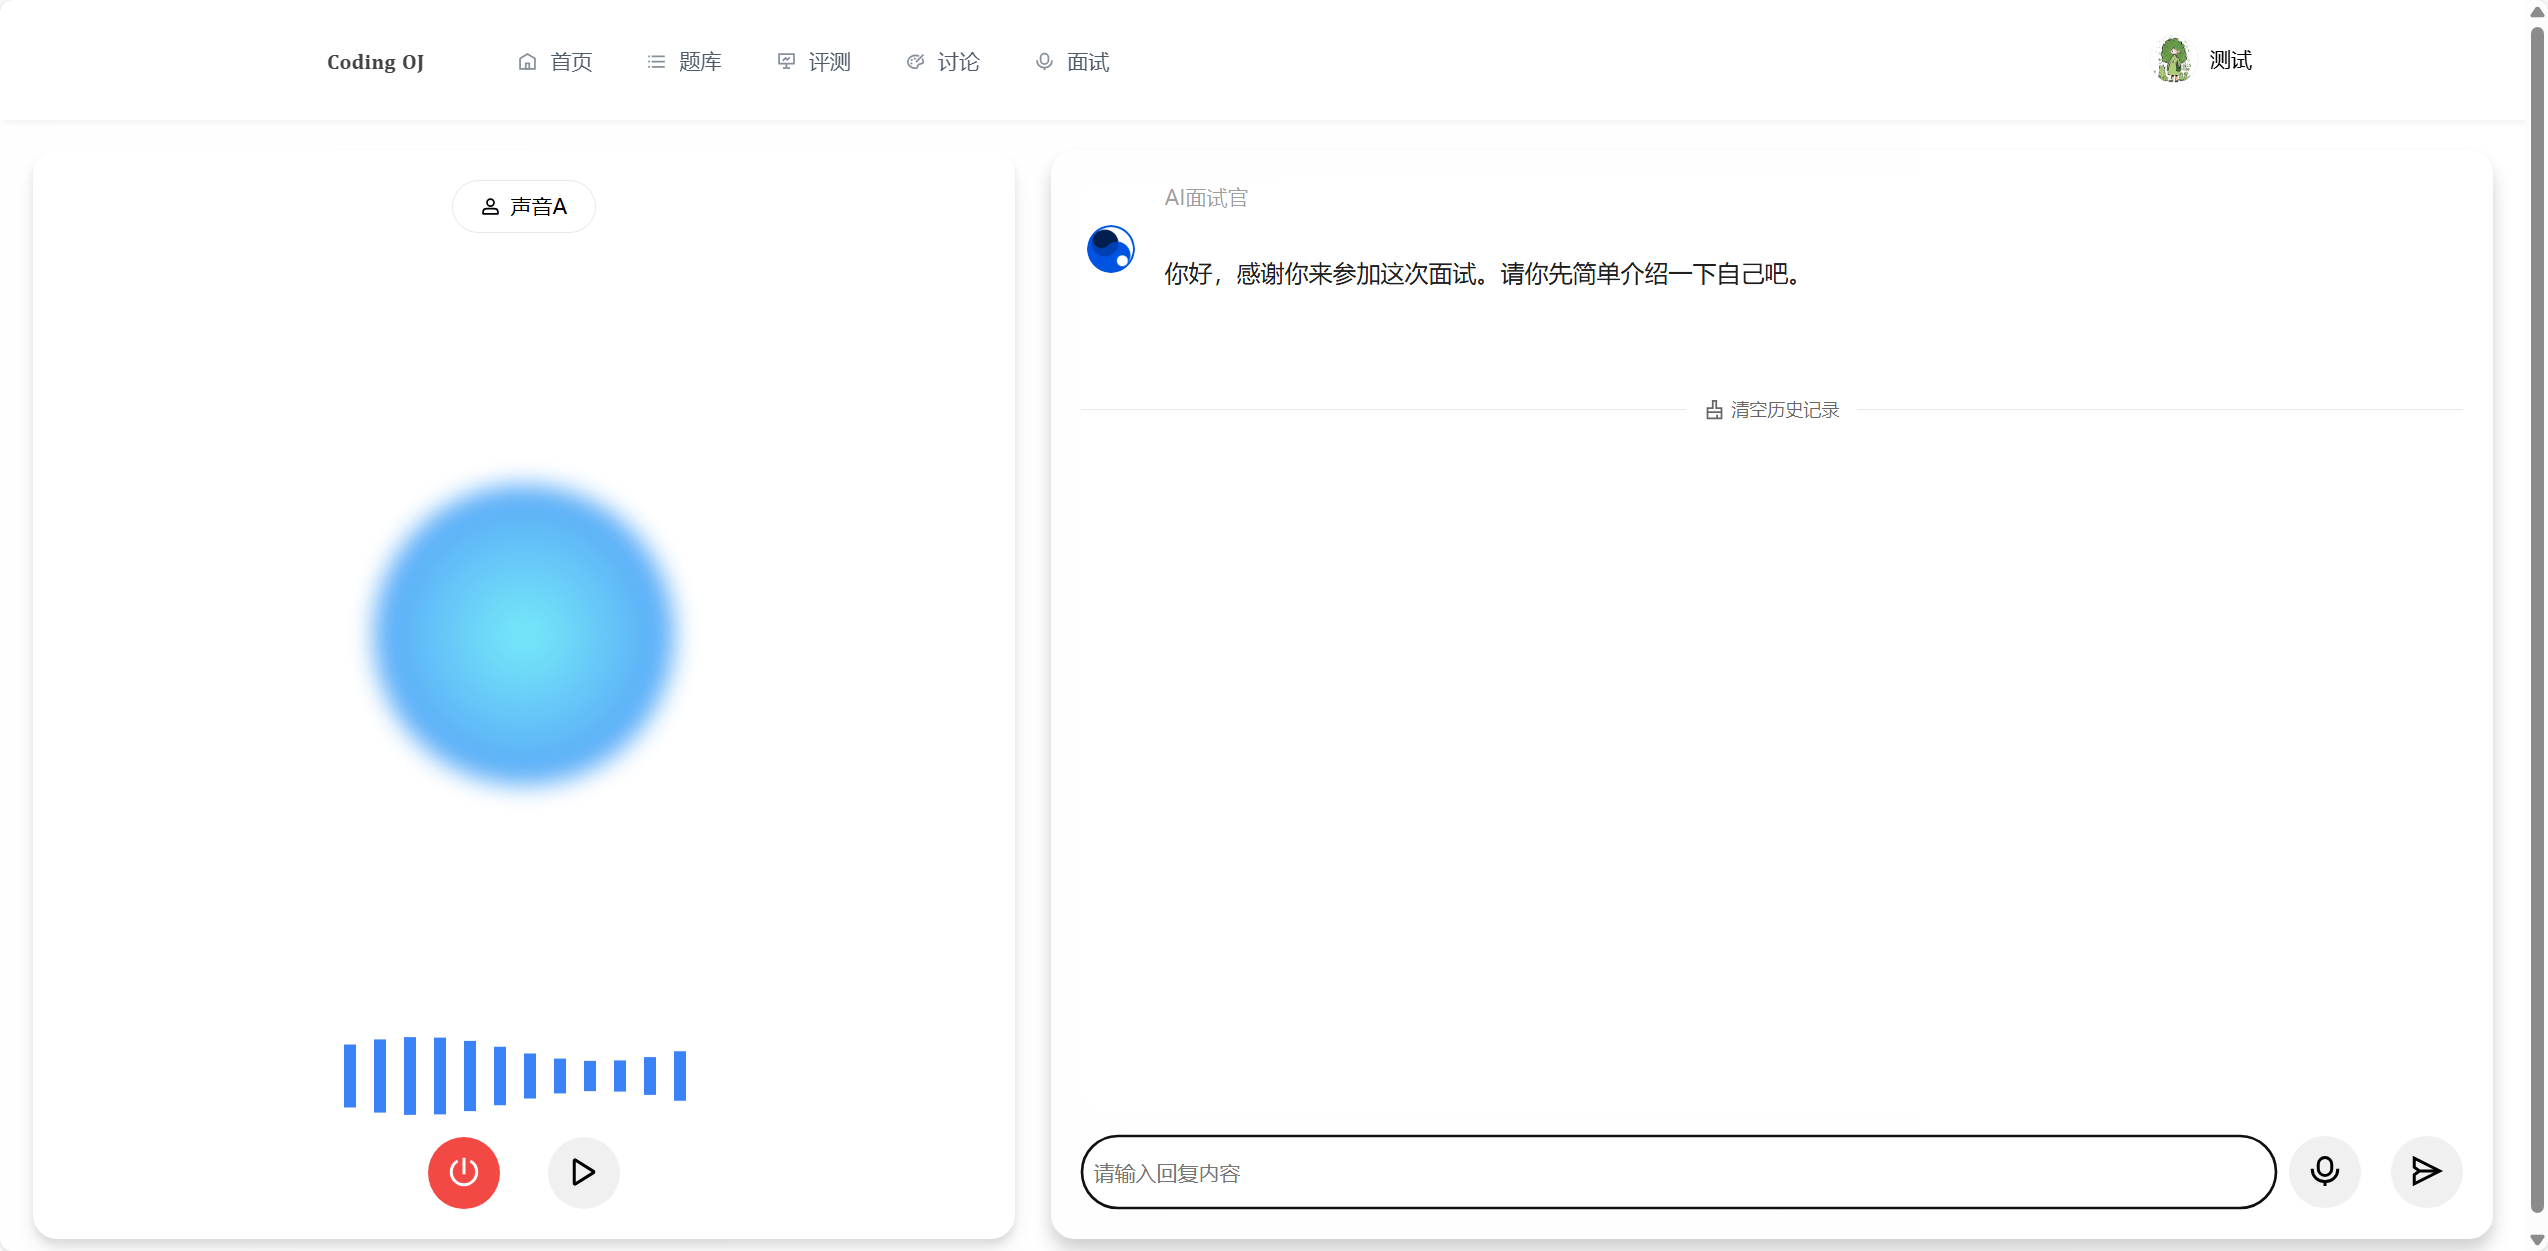 Coding OJ 首页 题库 评测 讨论 面试 测试
声音A
AI面试官
你好，感谢你来参加这次面试。请你先简单介绍一下自己吧。
清空历史记录
请输入回复内容